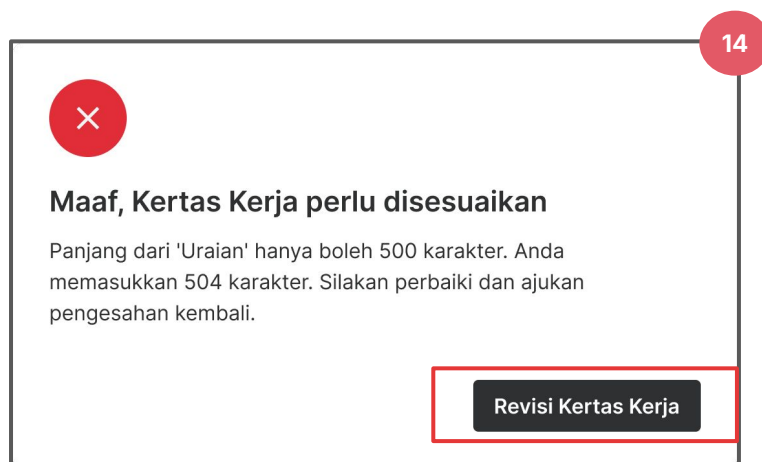 14
Maaf, Kertas Kerja perlu disesuaikan
Panjang dari 'Uraian' hanya boleh 500 karakter. Anda
memasukkan 504 karakter. Silakan perbaiki dan ajukan
pengesahan kembali.
Revisi Kertas Kerja